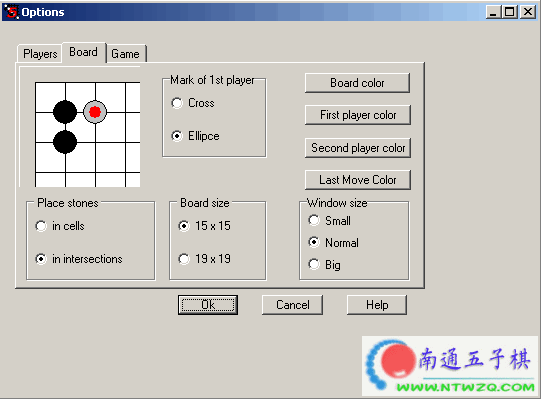 Options
Players Board Game
Mark of 1st player
Cross
Ellipce
Board color
First player color
Second player color
Last Move Color
Place stones
in cells
in intersections
Board size
15 x 15
19 x 19
Window size
Small
Normal
Big
Ok Cancel Help
南通五子棋
WWW.NTWZQ.COM